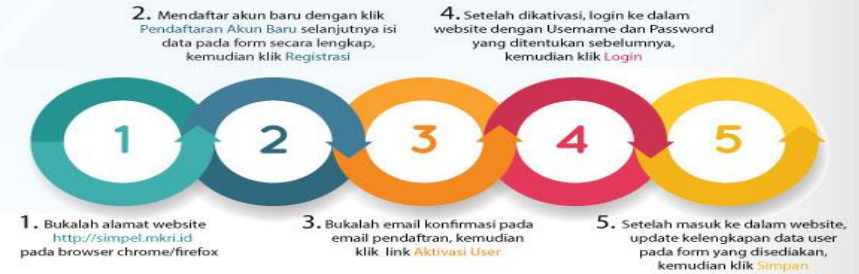 1. Bukalah alamat website
http://simpel.mkri.id
pada browser chrome/firefox
2. Mendaftar akun baru dengan klik
Pendaftaran Akun Baru selanjutnya isi
data pada form secara lengkap,
kemudian klik Registrasi
3. Bukalah email konfirmasi pada
email pendaftran, kemudian
klik link Aktivasi User
4. Setelah dikativasi, login ke dalam
website dengan Username dan Password
yang ditentukan sebelumnya,
kemudian klik Login
5. Setelah masuk ke dalam website,
update kelengkapan data user
pada form yang disediakan,
kemudian klik Simpan
1
2
3
4
5